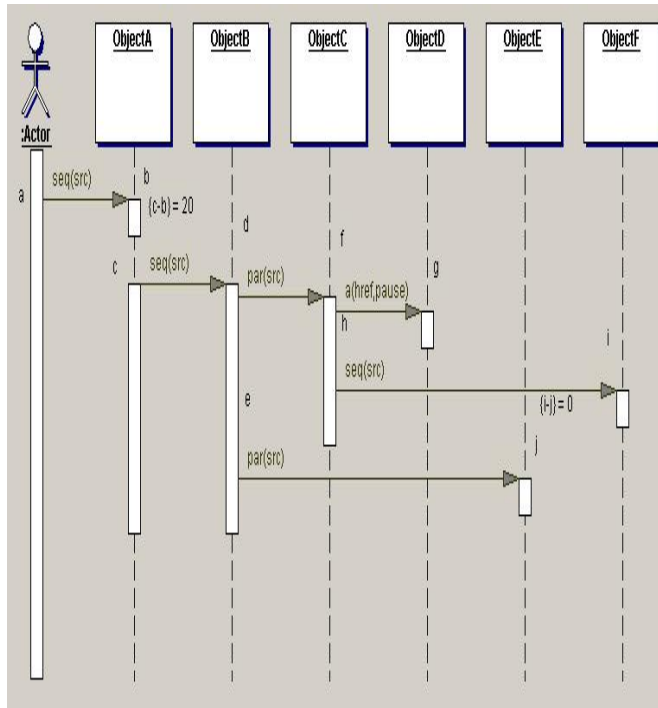 ObjectA
ObjectB
ObjectC
ObjectD
ObjectE
ObjectF
:Actor
seq(src)
b
a
{c-b} = 20
d
f
c
seq(src)
par(src)
g
a(href,pause)
h
i
seq(src)
e
{i-j} = 0
j
par(src)